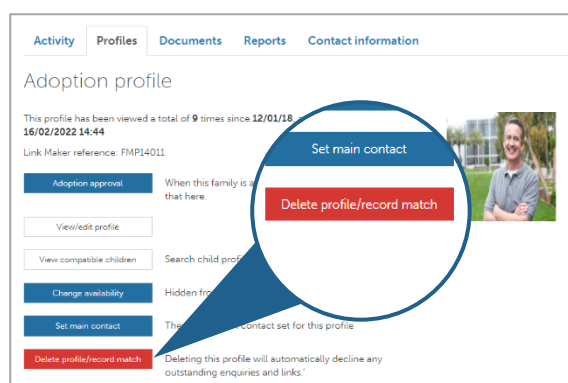 Activity Profiles Documents Reports Contact information
Adoption profile
This profile has been viewed a total of 9 times since 12/01/18,
16/02/2022 14:44
Link Maker reference: FMP14011
Adoption approval When this family is a
that here.
View/edit profile
View compatible children Search child
Change availability Hidden
Set main contact contact set for this profile
Delete profile/record match Deleting this profile will automatically decline any
outstanding enquiries and links.'
Set main contact
Delete profile/record match